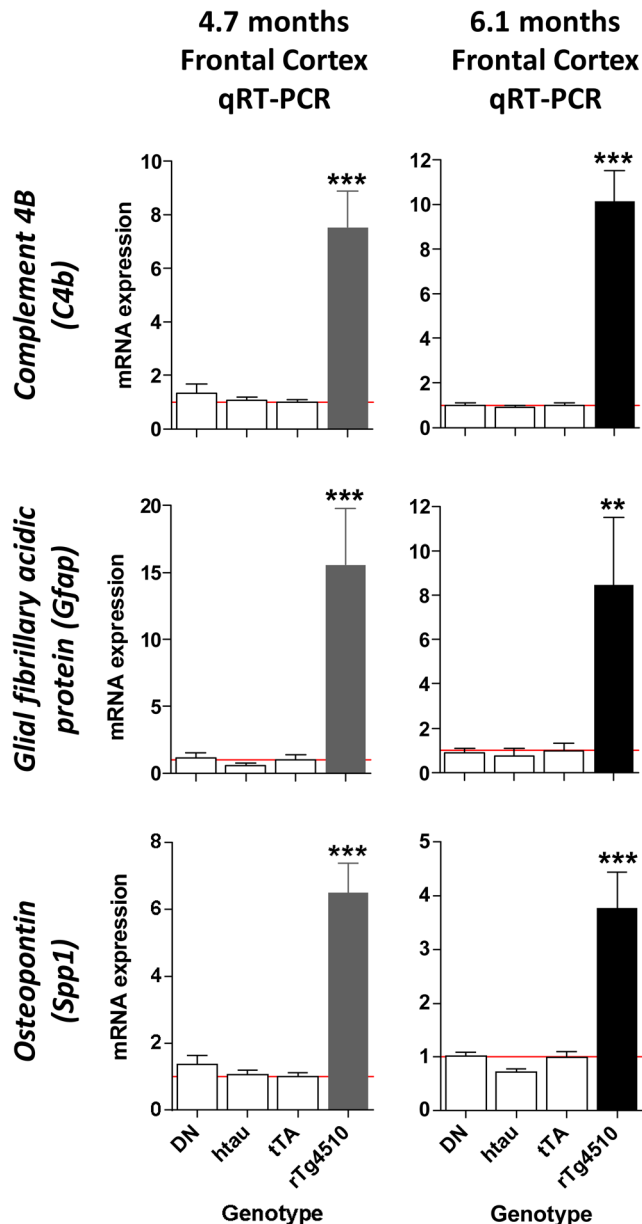 4.7 months
Frontal Cortex
qRT-PCR
6.1 months
Frontal Cortex
qRT-PCR
Complement 4B
(C4b)
mRNA expression
10
8
6
4
2
0
***
12
10
8
6
4
2
0
***
Glial fibrillary acidic
protein (Gfap)
mRNA expression
20
15
10
5
2
1
0
***
12
10
8
6
4
2
0
**
Osteopontin
(Spp1)
mRNA expression
8
6
4
2
0
***
5
4
3
2
1
0
***
DN
htau
tTA
rTg4510
Genotype
DN
htau
tTA
rTg4510
Genotype